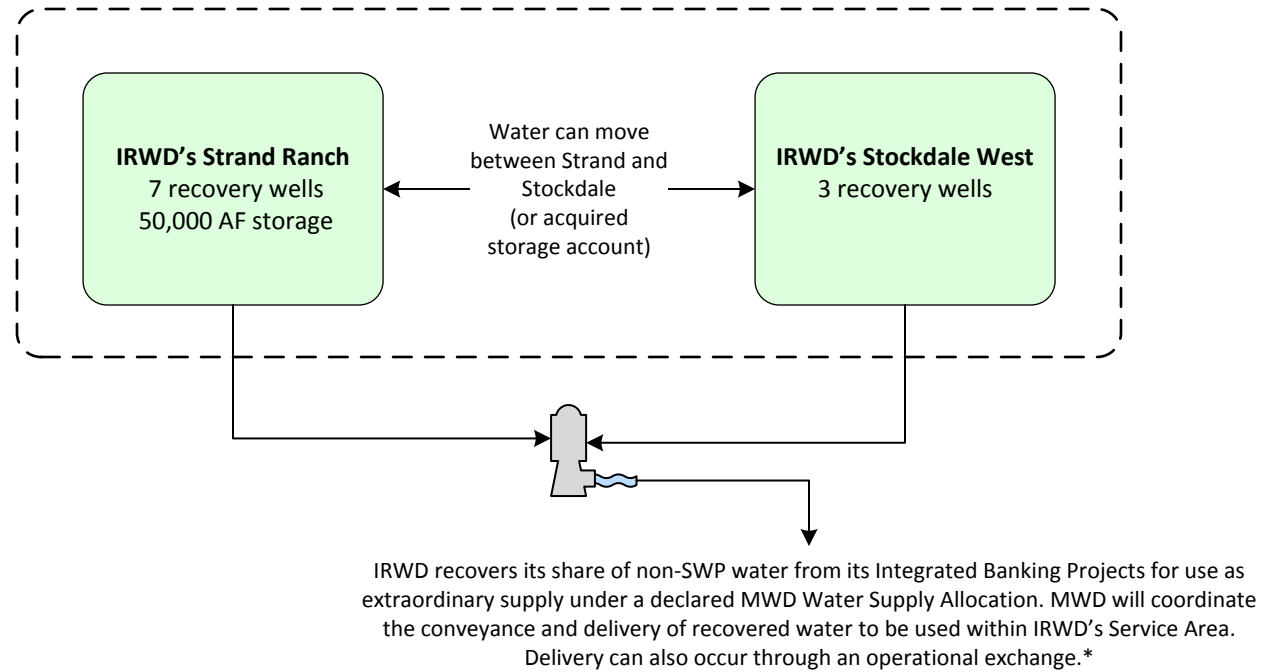 IRWD's Strand Ranch
7 recovery wells
50,000 AF storage
Water can move
between Strand and
Stockdale
(or acquired
storage account)
IRWD's Stockdale West
3 recovery wells
IRWD recovers its share of non-SWP water from its Integrated Banking Projects for use as
extraordinary supply under a declared MWD Water Supply Allocation. MWD will coordinate
the conveyance and delivery of recovered water to be used within IRWD's Service Area.
Delivery can also occur through an operational exchange.*